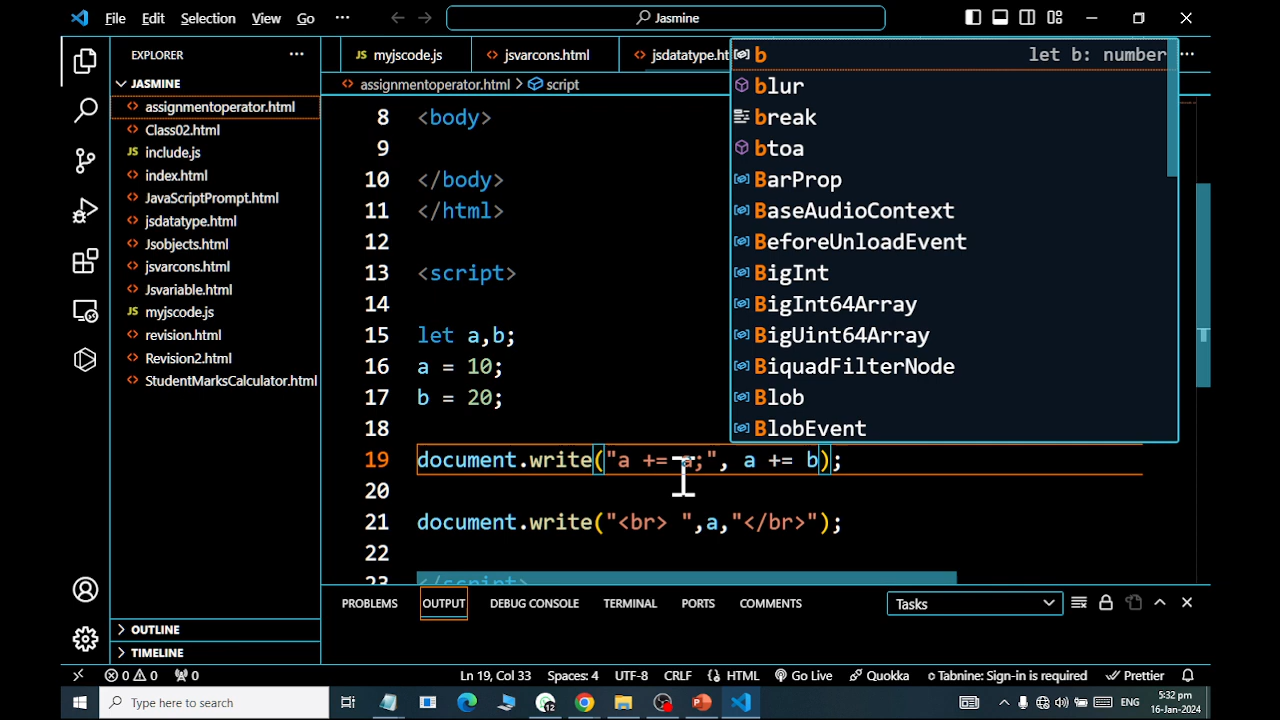 File Edit Selection View Go ··· Jasmine
EXPLORER ···
JASMINE
assignmentoperator.html
Class02.html
include.js
index.html
JavaScriptPrompt.html
jsdatatype.html
Jsobjects.html
jsvarcons.html
Jsvariable.html
myjscode.js
revision.html
Revision2.html
StudentMarksCalculator.html
OUTLINE
TIMELINE
JS myjscode.js jsvarcons.html jsdatatype.ht ···
assignmentoperator.html > script
8 <body>
9
10 </body>
11 </html>
12
13 <script>
14
15 let a,b;
16 a = 10;
17 b = 20;
18
19 document.write("a += a;", a += b);
20
21 document.write("<br> ",a,"</br>");
22
23 </script>
b let b: number
blur
break
btoa
BarProp
BaseAudioContext
BeforeUnloadEvent
BigInt
BigInt64Array
BigUint64Array
BiquadFilterNode
Blob
BlobEvent
PROBLEMS OUTPUT DEBUG CONSOLE TERMINAL PORTS COMMENTS Tasks
0 0 0 Ln 19, Col 33 Spaces: 4 UTF-8 CRLF HTML Go Live Quokka Tabnine: Sign-in is required Prettier
Type here to search 12 ENG 5:32 pm
16-Jan-2024